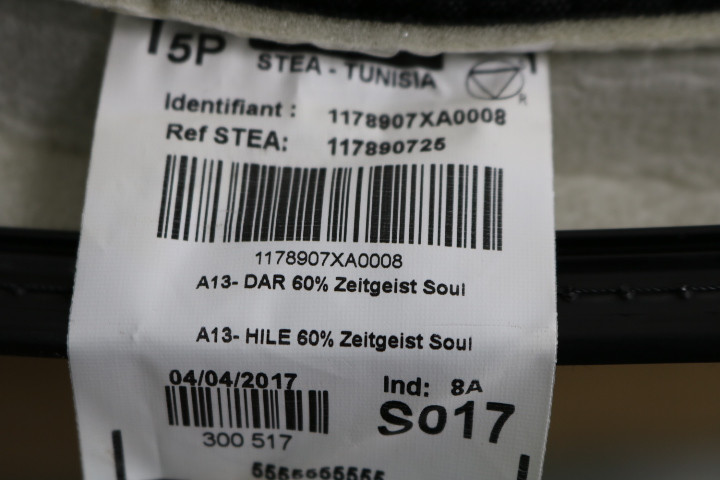 5P
STEA - TUNISIA
R
Identifiant : 1178907XA0008
Ref STEA: 117890725
1178907XA0008
A13- DAR 60% Zeitgeist Soul
A13- HILE 60% Zeitgeist Soul
04/04/2017 Ind: 8A
S017
300 517